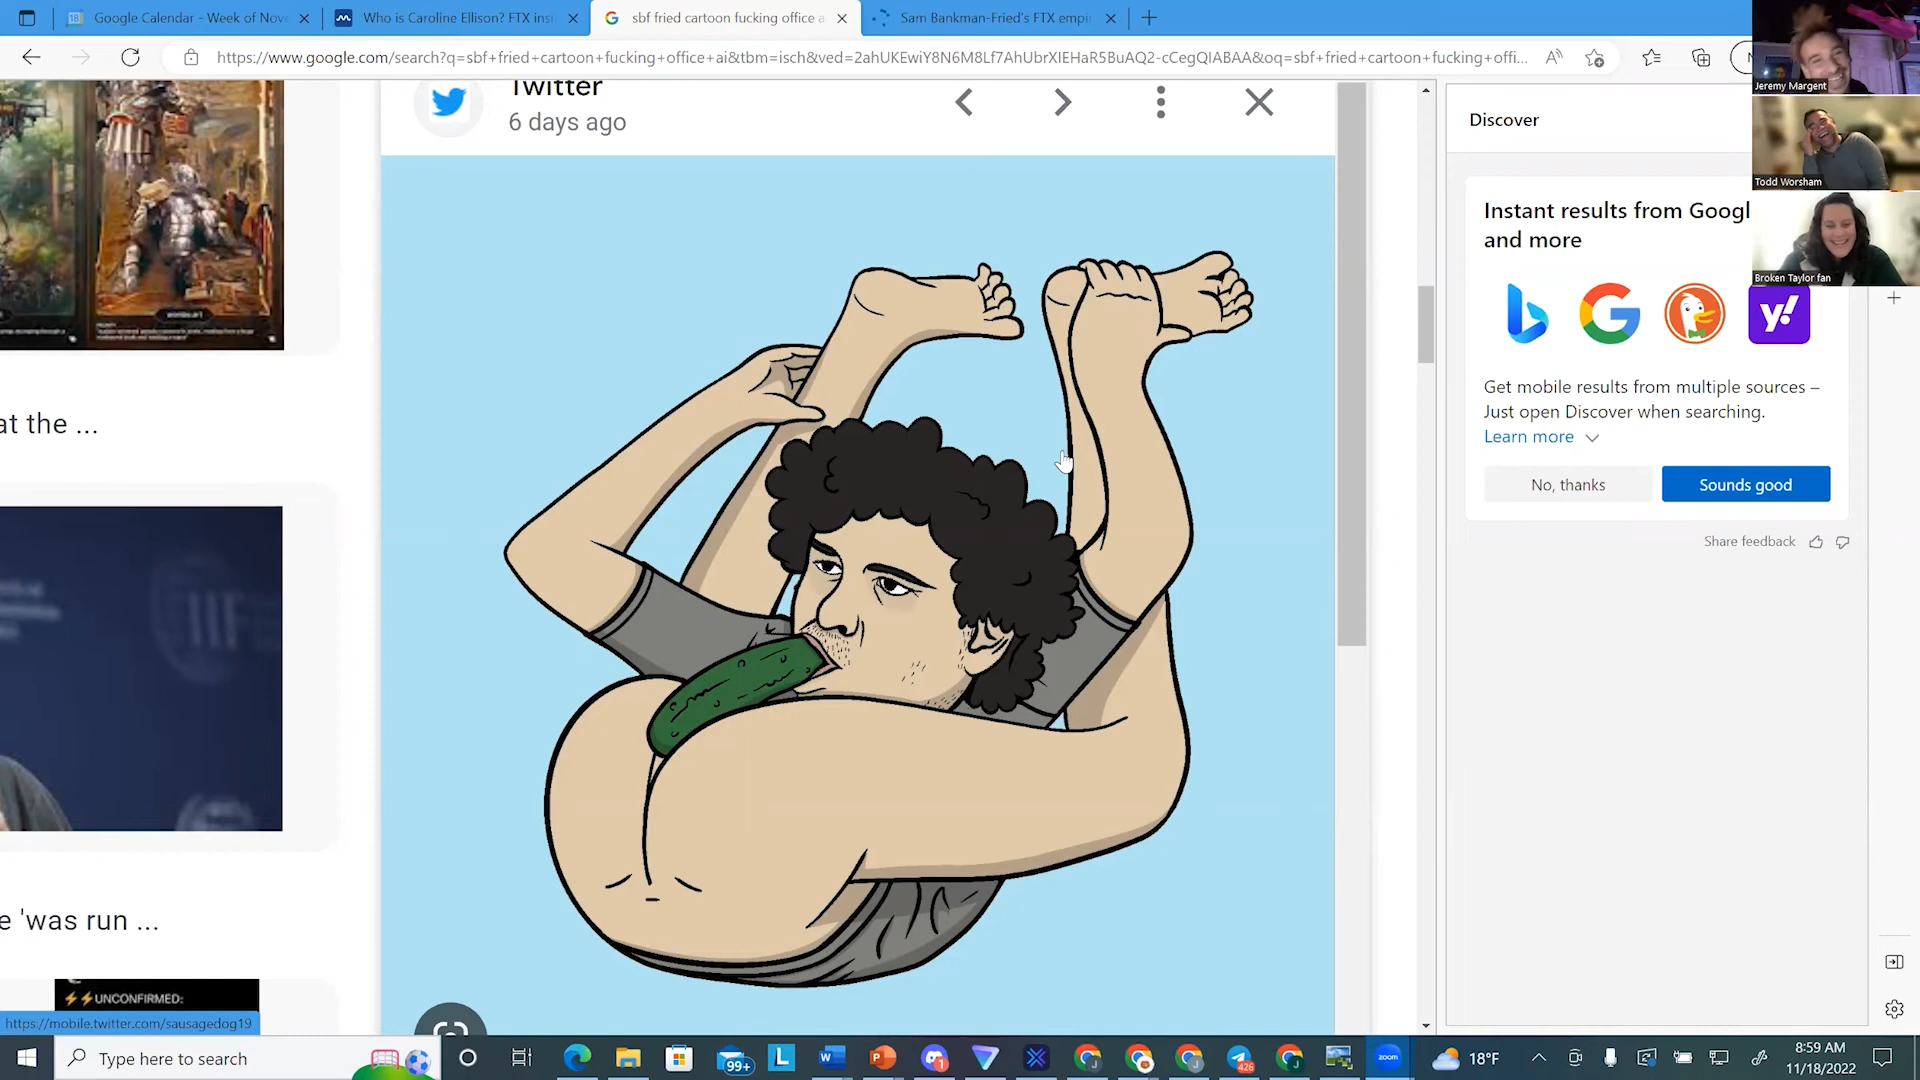 Google Calendar - Week of Nove
Who is Caroline Ellison? FTX insi
sbf fried cartoon fucking office a
Sam Bankman-Fried's FTX empi
https://www.google.com/search?q=sbf+fried+cartoon+fucking+office+ai&tbm=isch&ved=2ahUKEwiY8N6M8Lf7AhUbrXIEHaR5BuAQ2-cCegQIABAA&oq=sbf+fried+cartoon+fucking+offi...
Jeremy Margent
Todd Worsham
Broken Taylor fan
Twitter
6 days ago
Discover
Instant results from Googl
and more
Get mobile results from multiple sources –
Just open Discover when searching.
Learn more
No, thanks
Sounds good
Share feedback
at the ...
e 'was run ...
UNCONFIRMED:
https://mobile.twitter.com/sausagedog19
Type here to search
99+
L
1
426
zoom
18°F
8:59 AM
11/18/2022